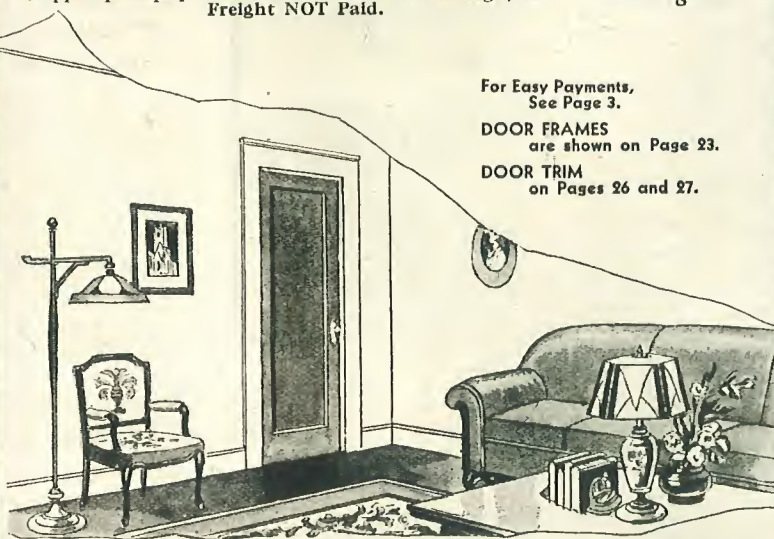 Freight NOT Paid.
For Easy Payments,
See Page 3.
DOOR FRAMES
are shown on Page 23.
DOOR TRIM
on Pages 26 and 27.